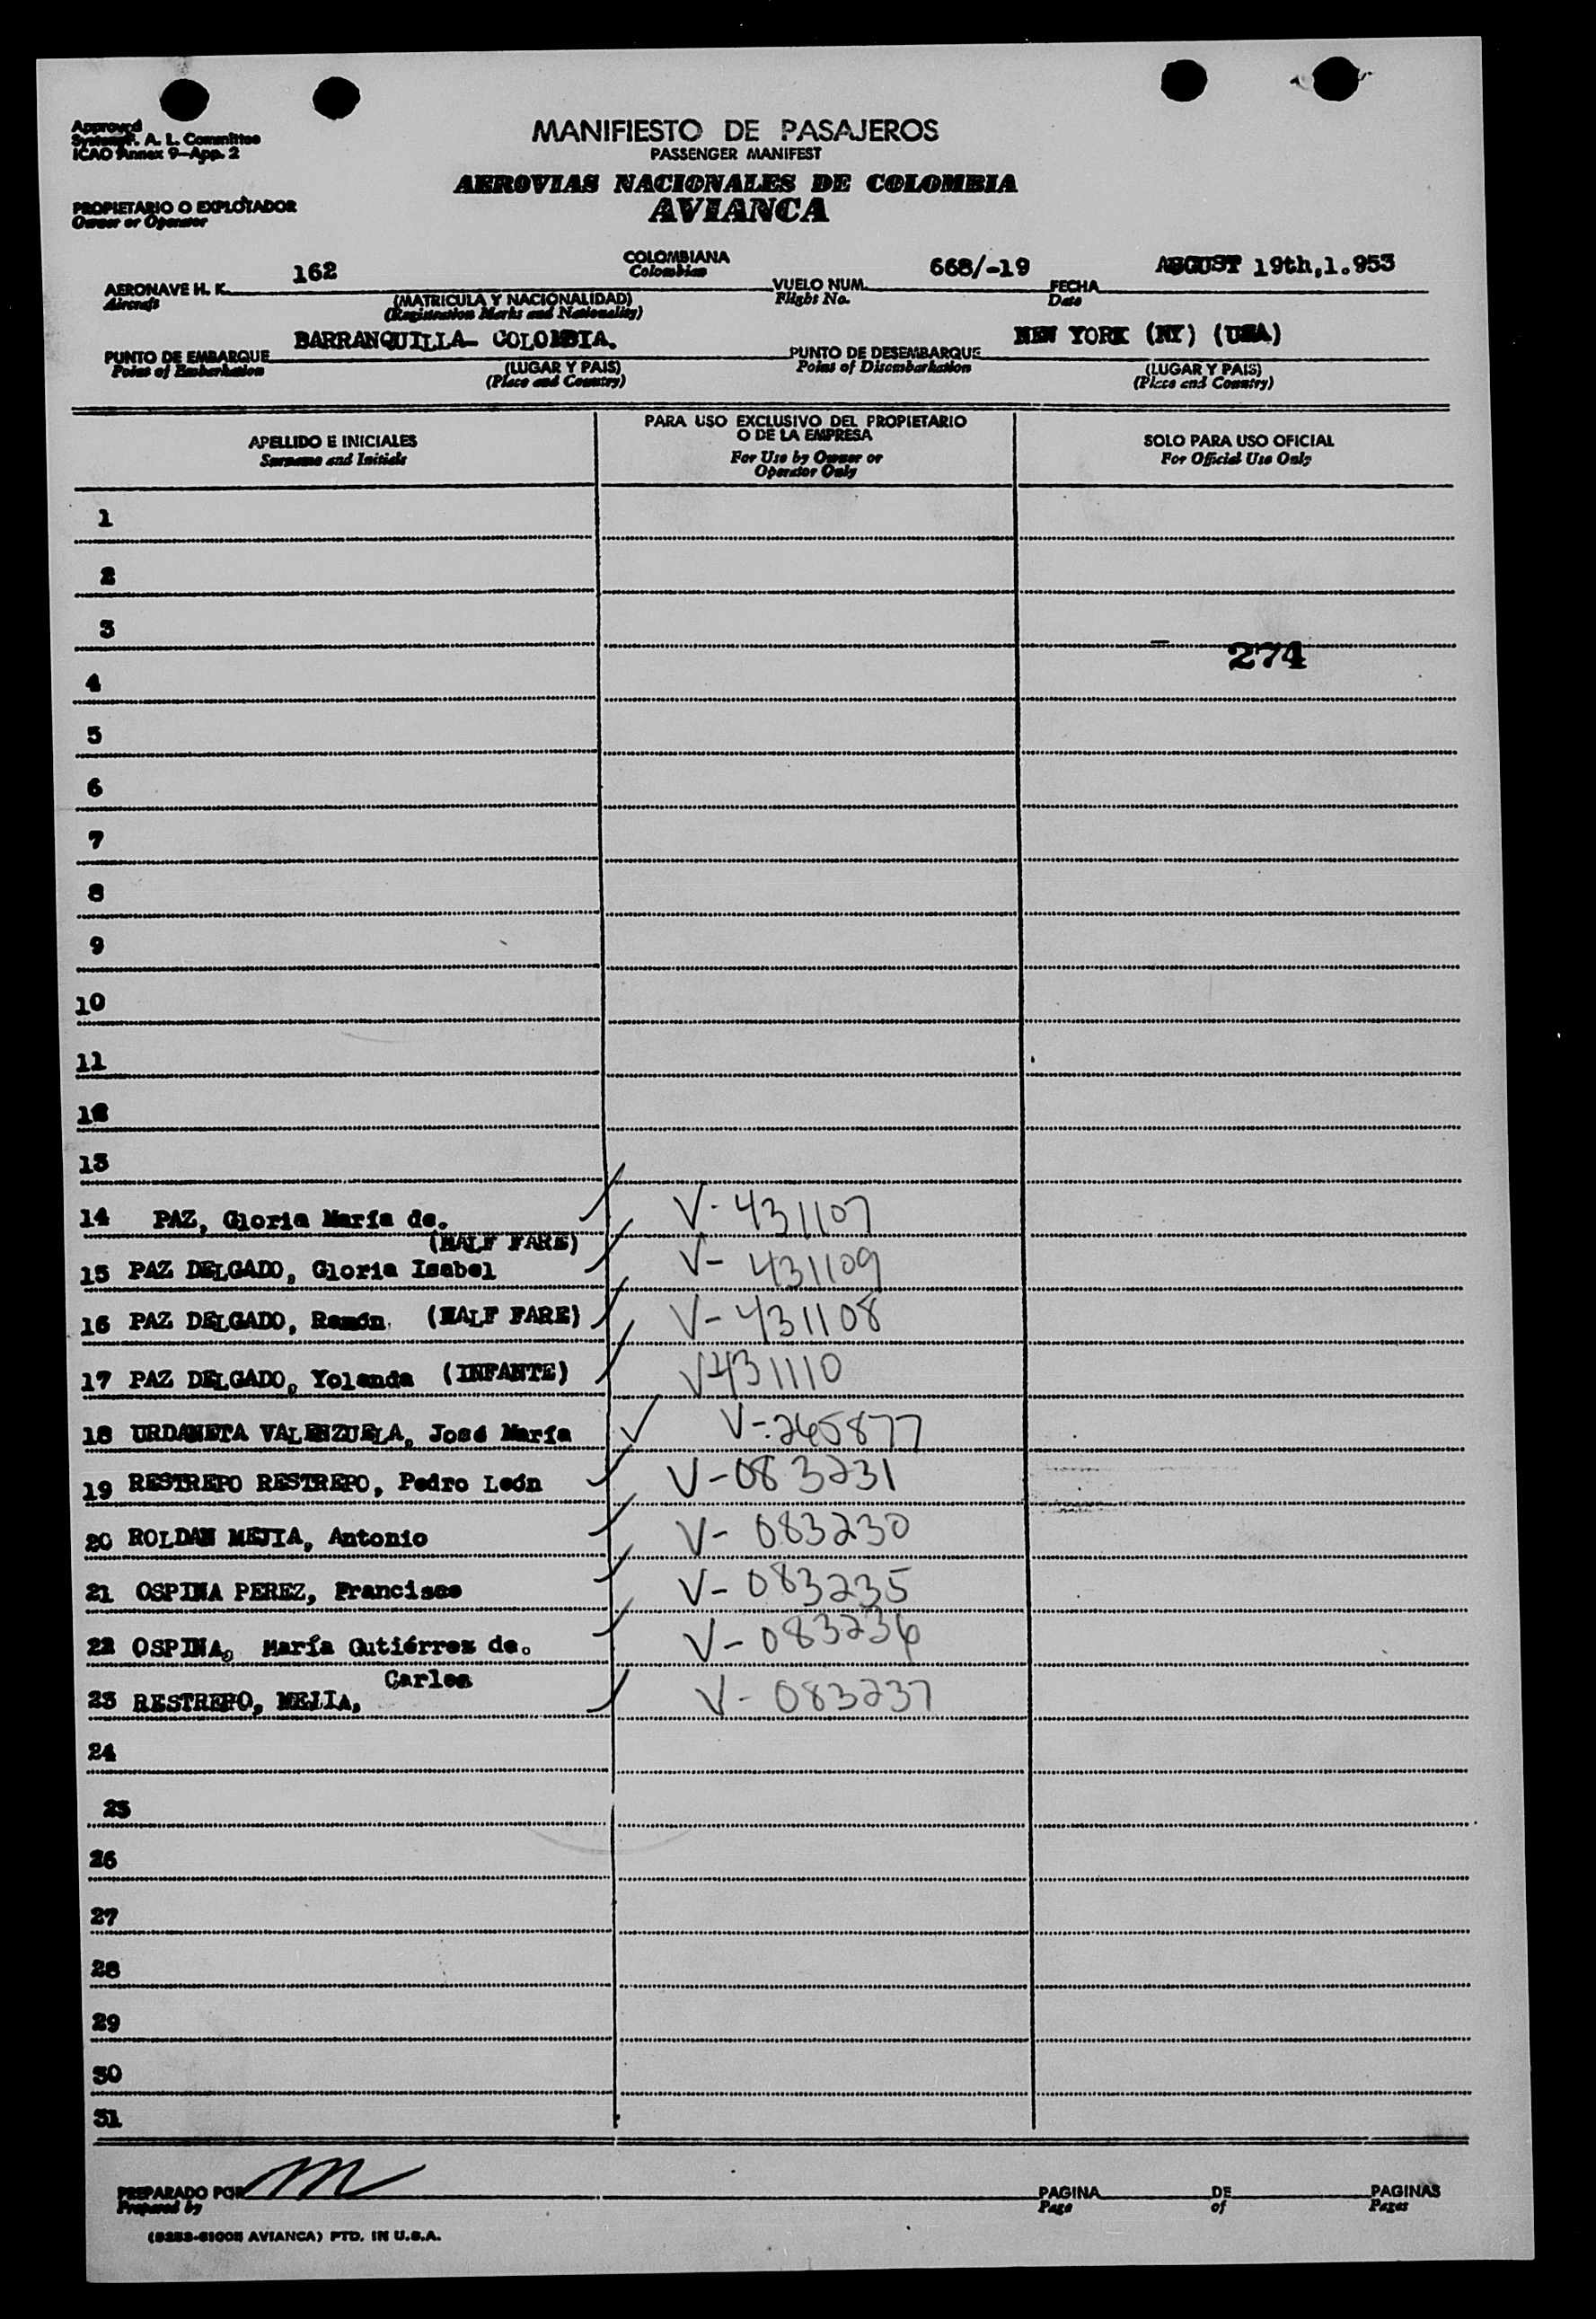 Approved
System F. A. L. Committee
ICAO Annex 9—App. 2
MANIFIESTO DE PASAJEROS
PASSENGER MANIFEST
AEROVIAS NACIONALES DE COLOMBIA
AVIANCA
PROPIETARIO O EXPLOTADOR
Owner or Operator
AERONAVE H. K. 162 COLOMBIANA VUELO NUM. 668/-19 FECHA AUGUST 19th,1.953
Aircraft Colombian Flight No. Date
(MATRICULA Y NACIONALIDAD)
(Registration Marks and Nationality)
PUNTO DE EMBARQUE BARRANQUILLA- COLOMBIA. PUNTO DE DESEMBARQUE NEW YORK (NY) (USA)
Point of Embarkation Point of Disembarkation
(LUGAR Y PAIS) (LUGAR Y PAIS)
(Place and Country) (Place and Country)
APELLIDO E INICIALES
Surname and Initials
PARA USO EXCLUSIVO DEL PROPIETARIO
O DE LA EMPRESA
For Use by Owner or
Operator Only
SOLO PARA USO OFICIAL
For Official Use Only
1
2
3
274
4
5
6
7
8
9
10
11
12
13
14 PAZ, Gloria María de. V-431107
(HALF FARE)
15 PAZ DELGADO, Gloria Isabel V-431109
16 PAZ DELGADO, Ramón (HALF FARE) V-431108
17 PAZ DELGADO, Yolanda (INFANTE) V-431110
18 URDANETA VALENZUELA, José María V-265877
19 RESTREPO RESTREPO, Pedro León V-083231
20 ROLDAN MEJIA, Antonio V-083230
21 OSPINA PEREZ, Francisco V-083235
22 OSPINA, María Gutiérrez de. V-083236
Carlos
23 RESTREPO, MEJIA, V-083237
24
25
26
27
28
29
30
31
PREPARADO POR PAGINA DE PAGINAS
Prepared by Page of Pages
AVIANCA) PTD. IN U.S.A.